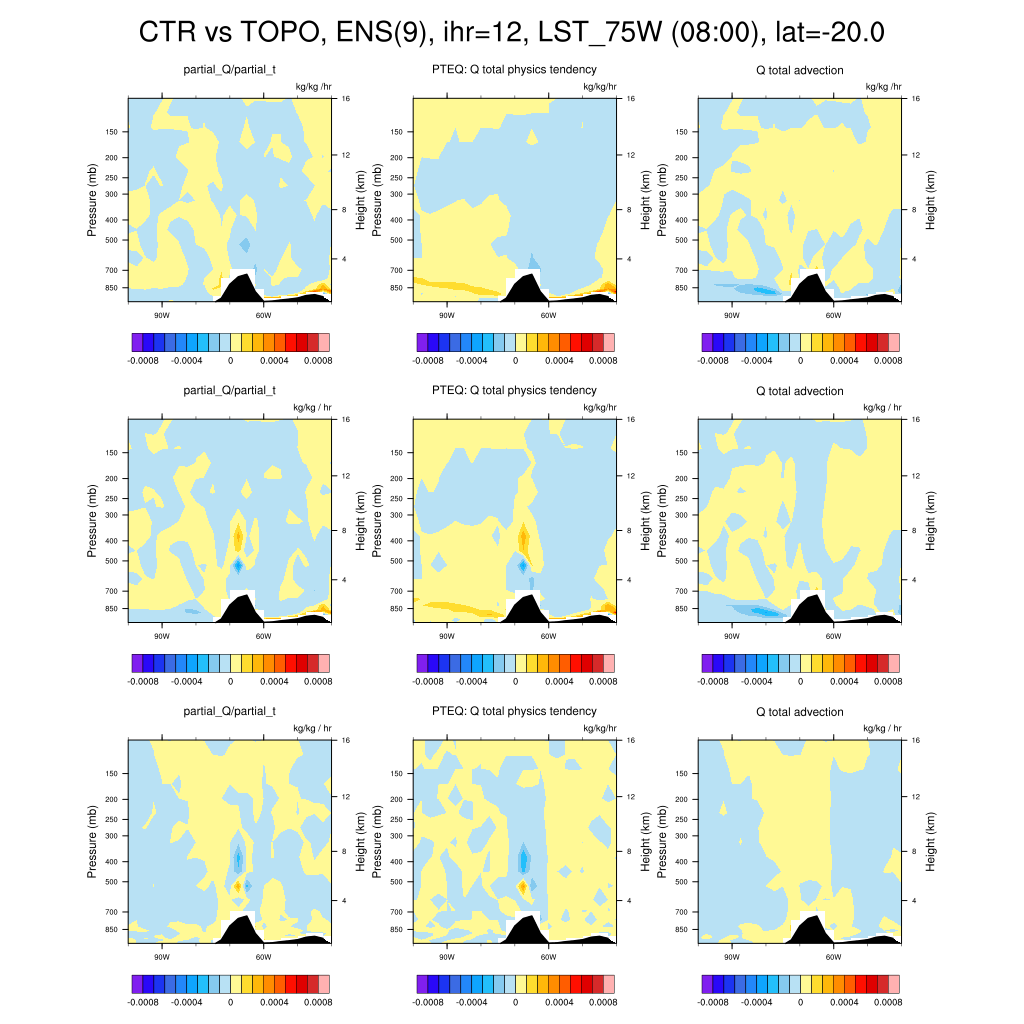 CTR vs TOPO, ENS(9), ihr=12, LST_75W (08:00), lat=-20.0
partial_Q/partial_t
PTEQ: Q total physics tendency
Q total advection
kg/kg /hr
kg/kg/hr
kg/kg /hr
Pressure (mb)
150
200
250
300
400
500
700
850
16
12
8
4
Height (km)
90W
60W
Pressure (mb)
150
200
250
300
400
500
700
850
16
12
8
4
Height (km)
90W
60W
Pressure (mb)
150
200
250
300
400
500
700
850
16
12
8
4
Height (km)
90W
60W
-0.0008 -0.0004 0 0.0004 0.0008
-0.0008 -0.0004 0 0.0004 0.0008
-0.0008 -0.0004 0 0.0004 0.0008
partial_Q/partial_t
PTEQ: Q total physics tendency
Q total advection
kg/kg / hr
kg/kg/hr
kg/kg / hr
Pressure (mb)
150
200
250
300
400
500
700
850
16
12
8
4
Height (km)
90W
60W
Pressure (mb)
150
200
250
300
400
500
700
850
16
12
8
4
Height (km)
90W
60W
Pressure (mb)
150
200
250
300
400
500
700
850
16
12
8
4
Height (km)
90W
60W
-0.0008 -0.0004 0 0.0004 0.0008
-0.0008 -0.0004 0 0.0004 0.0008
-0.0008 -0.0004 0 0.0004 0.0008
partial_Q/partial_t
PTEQ: Q total physics tendency
Q total advection
kg/kg / hr
kg/kg/hr
kg/kg / hr
Pressure (mb)
150
200
250
300
400
500
700
850
16
12
8
4
Height (km)
90W
60W
Pressure (mb)
150
200
250
300
400
500
700
850
16
12
8
4
Height (km)
90W
60W
Pressure (mb)
150
200
250
300
400
500
700
850
16
12
8
4
Height (km)
90W
60W
-0.0008 -0.0004 0 0.0004 0.0008
-0.0008 -0.0004 0 0.0004 0.0008
-0.0008 -0.0004 0 0.0004 0.0008